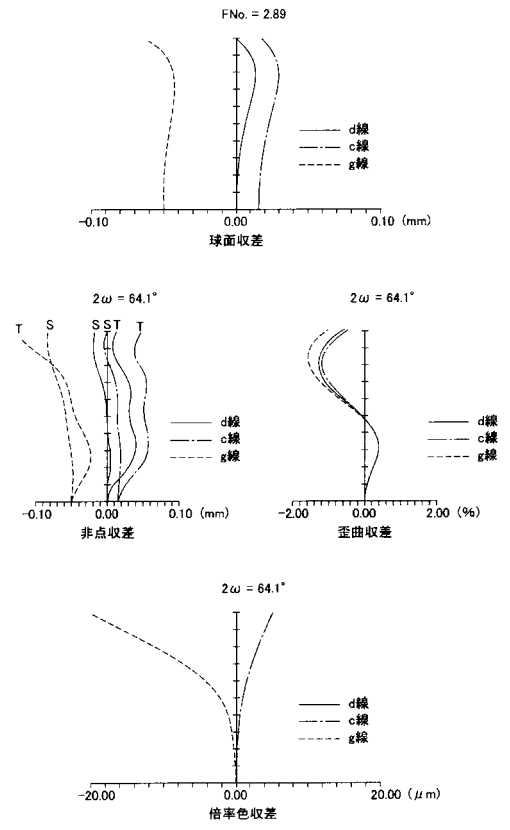 FNo. = 2.89
d線
c線
g線
-0.10 0.00 0.10 (mm)
球面収差
2ω = 64.1°
T S S S T T
d線
c線
g線
-0.10 0.00 0.10 (mm)
非点収差
2ω = 64.1°
d線
c線
g線
-2.00 0.00 2.00 (%)
歪曲収差
2ω = 64.1°
d線
c線
g線
-20.00 0.00 20.00 (μm)
倍率色収差